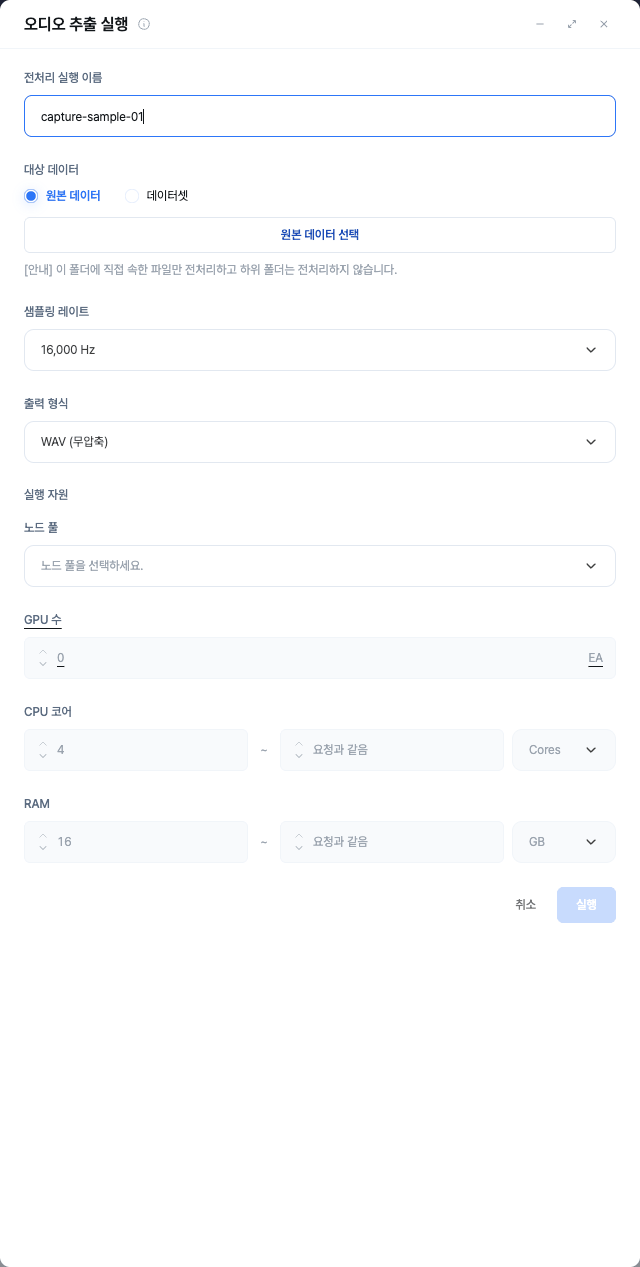 오디오 추출 실행
전처리 실행 이름
capture-sample-01
대상 데이터
원본 데이터 데이터셋
원본 데이터 선택
[안내] 이 폴더에 직접 속한 파일만 전처리하고 하위 폴더는 전처리하지 않습니다.
샘플링 레이트
16,000 Hz
출력 형식
WAV (무압축)
실행 자원
노드 풀
노드 풀을 선택하세요.
GPU 수
0 EA
CPU 코어
4 ~ 요청과 같음 Cores
RAM
16 ~ 요청과 같음 GB
취소 실행